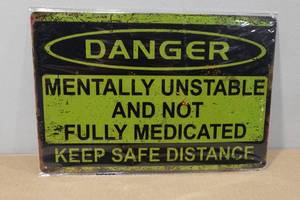 DANGER
MENTALLY UNSTABLE
AND NOT
FULLY MEDICATED
KEEP SAFE DISTANCE